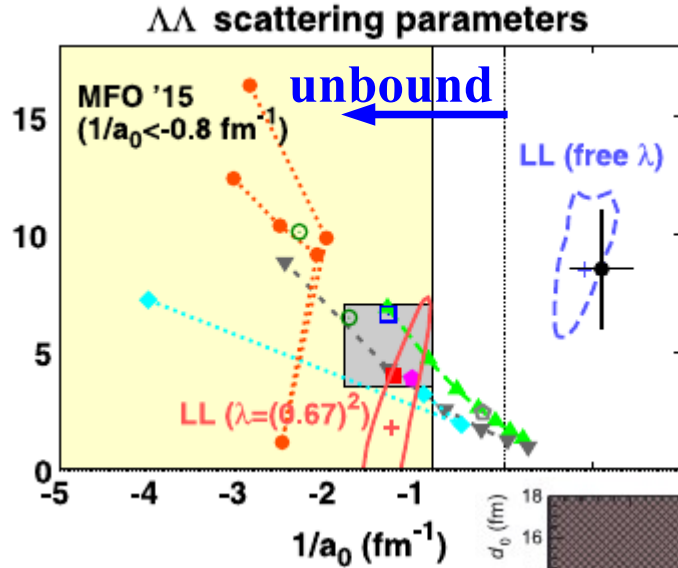 ΛΛ scattering parameters
MFO '15
(1/a₀<-0.8 fm⁻¹)
unbound
LL (free λ)
LL (λ=(0.67)²)
15
10
5
0
-5
-4
-3
-2
-1
1/a₀ (fm⁻¹)
18
16
d₀ (fm)